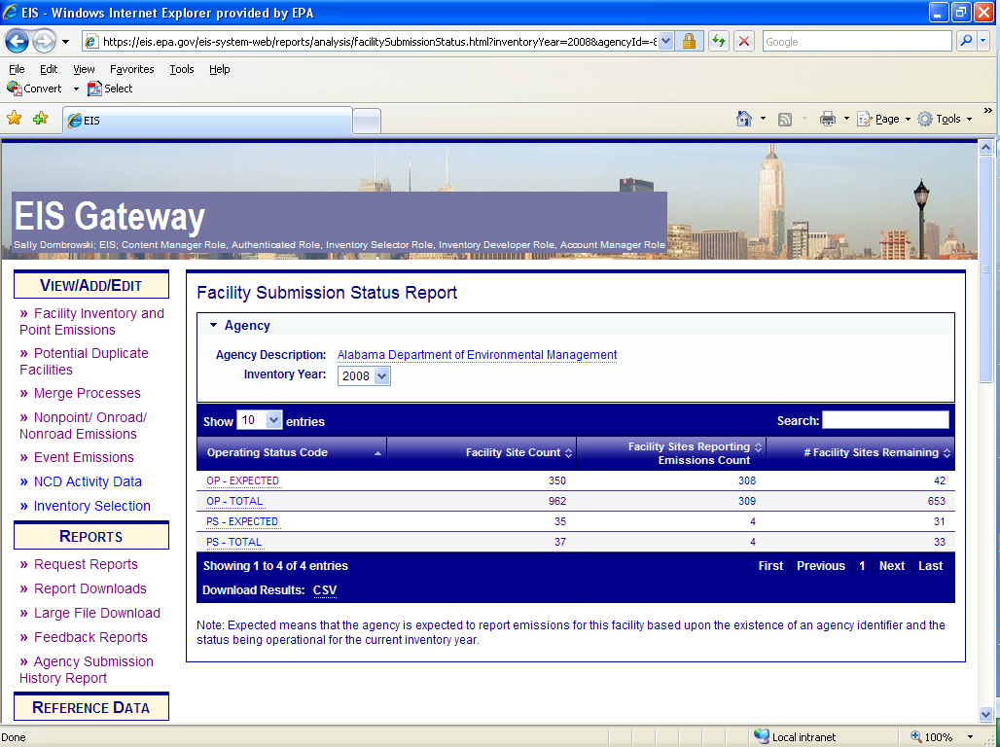 EIS - Windows Internet Explorer provided by EPA
https://eis.epa.gov/eis-system-web/reports/analysis/facilitySubmissionStatus.html?inventoryYear=2008&agencyId=-8
Google
File Edit View Favorites Tools Help
Convert Select
EIS
Page Tools »
EIS Gateway
Sally Dombrowski; EIS; Content Manager Role, Authenticated Role, Inventory Selector Role, Inventory Developer Role, Account Manager Role
VIEW/ADD/EDIT
» Facility Inventory and
Point Emissions
» Potential Duplicate
Facilities
» Merge Processes
» Nonpoint/ Onroad/
Nonroad Emissions
» Event Emissions
» NCD Activity Data
» Inventory Selection
REPORTS
» Request Reports
» Report Downloads
» Large File Download
» Feedback Reports
» Agency Submission
History Report
REFERENCE DATA
Facility Submission Status Report
Agency
Agency Description: Alabama Department of Environmental Management
Inventory Year: 2008
Show 10 entries Search:
Operating Status Code Facility Site Count Facility Sites Reporting Emissions Count # Facility Sites Remaining
OP - EXPECTED 350 308 42
OP - TOTAL 962 309 653
PS - EXPECTED 35 4 31
PS - TOTAL 37 4 33
Showing 1 to 4 of 4 entries First Previous 1 Next Last
Download Results: CSV
Note: Expected means that the agency is expected to report emissions for this facility based upon the existence of an agency identifier and the
status being operational for the current inventory year.
Done Local intranet 100%